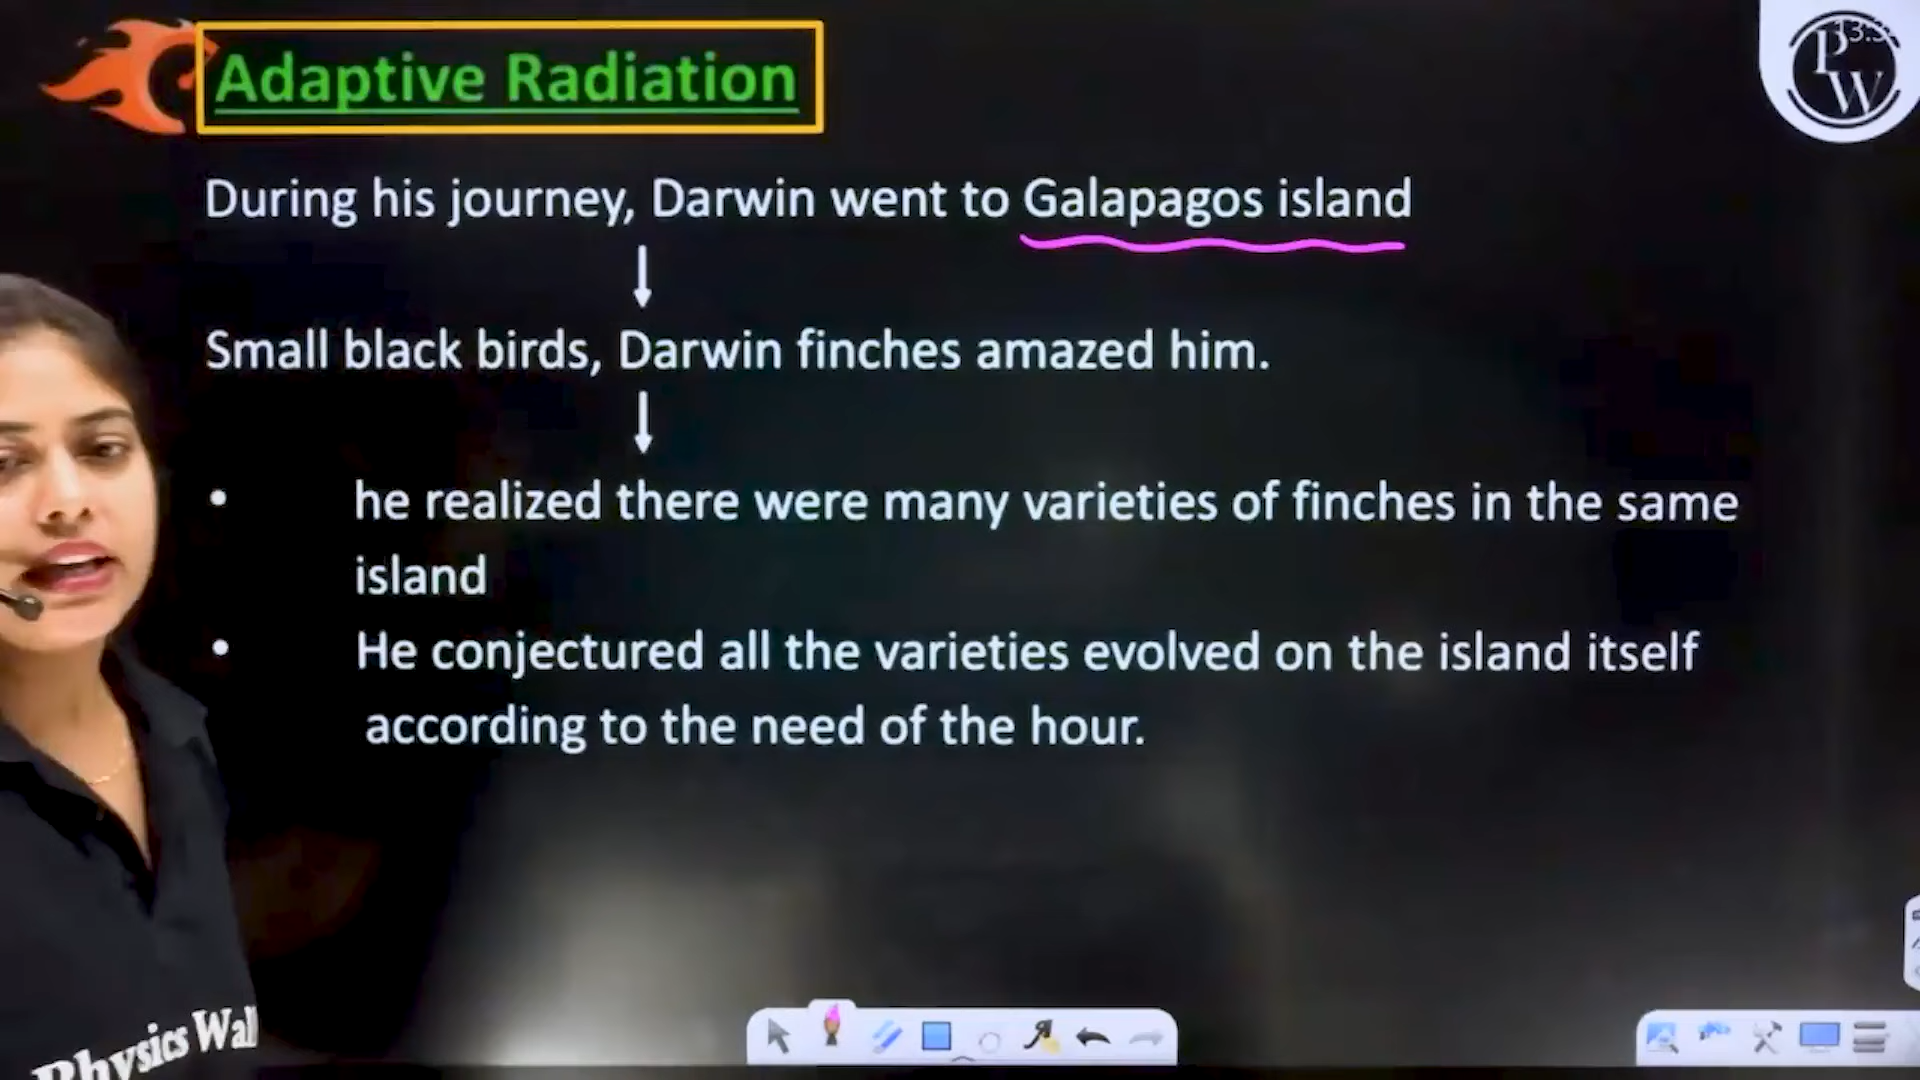 Adaptive Radiation
During his journey, Darwin went to Galapagos island
Small black birds, Darwin finches amazed him.
• he realized there were many varieties of finches in the same
island
• He conjectured all the varieties evolved on the island itself
according to the need of the hour.
PW
Physics Wall